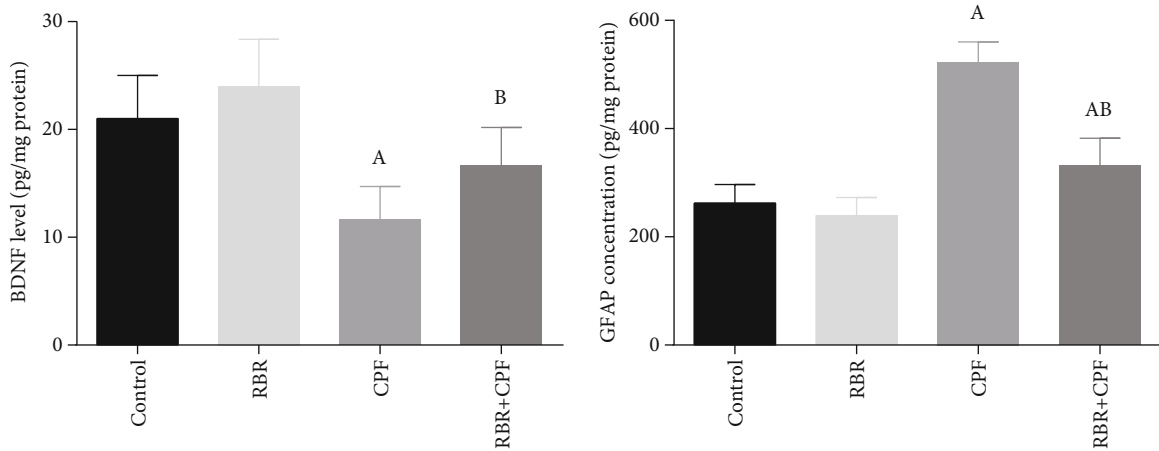 BDNF level (pg/mg protein)
30
20
10
0
A
B
Control
RBR
CPF
RBR+CPF
GFAP concentration (pg/mg protein)
600
400
200
0
A
AB
Control
RBR
CPF
RBR+CPF